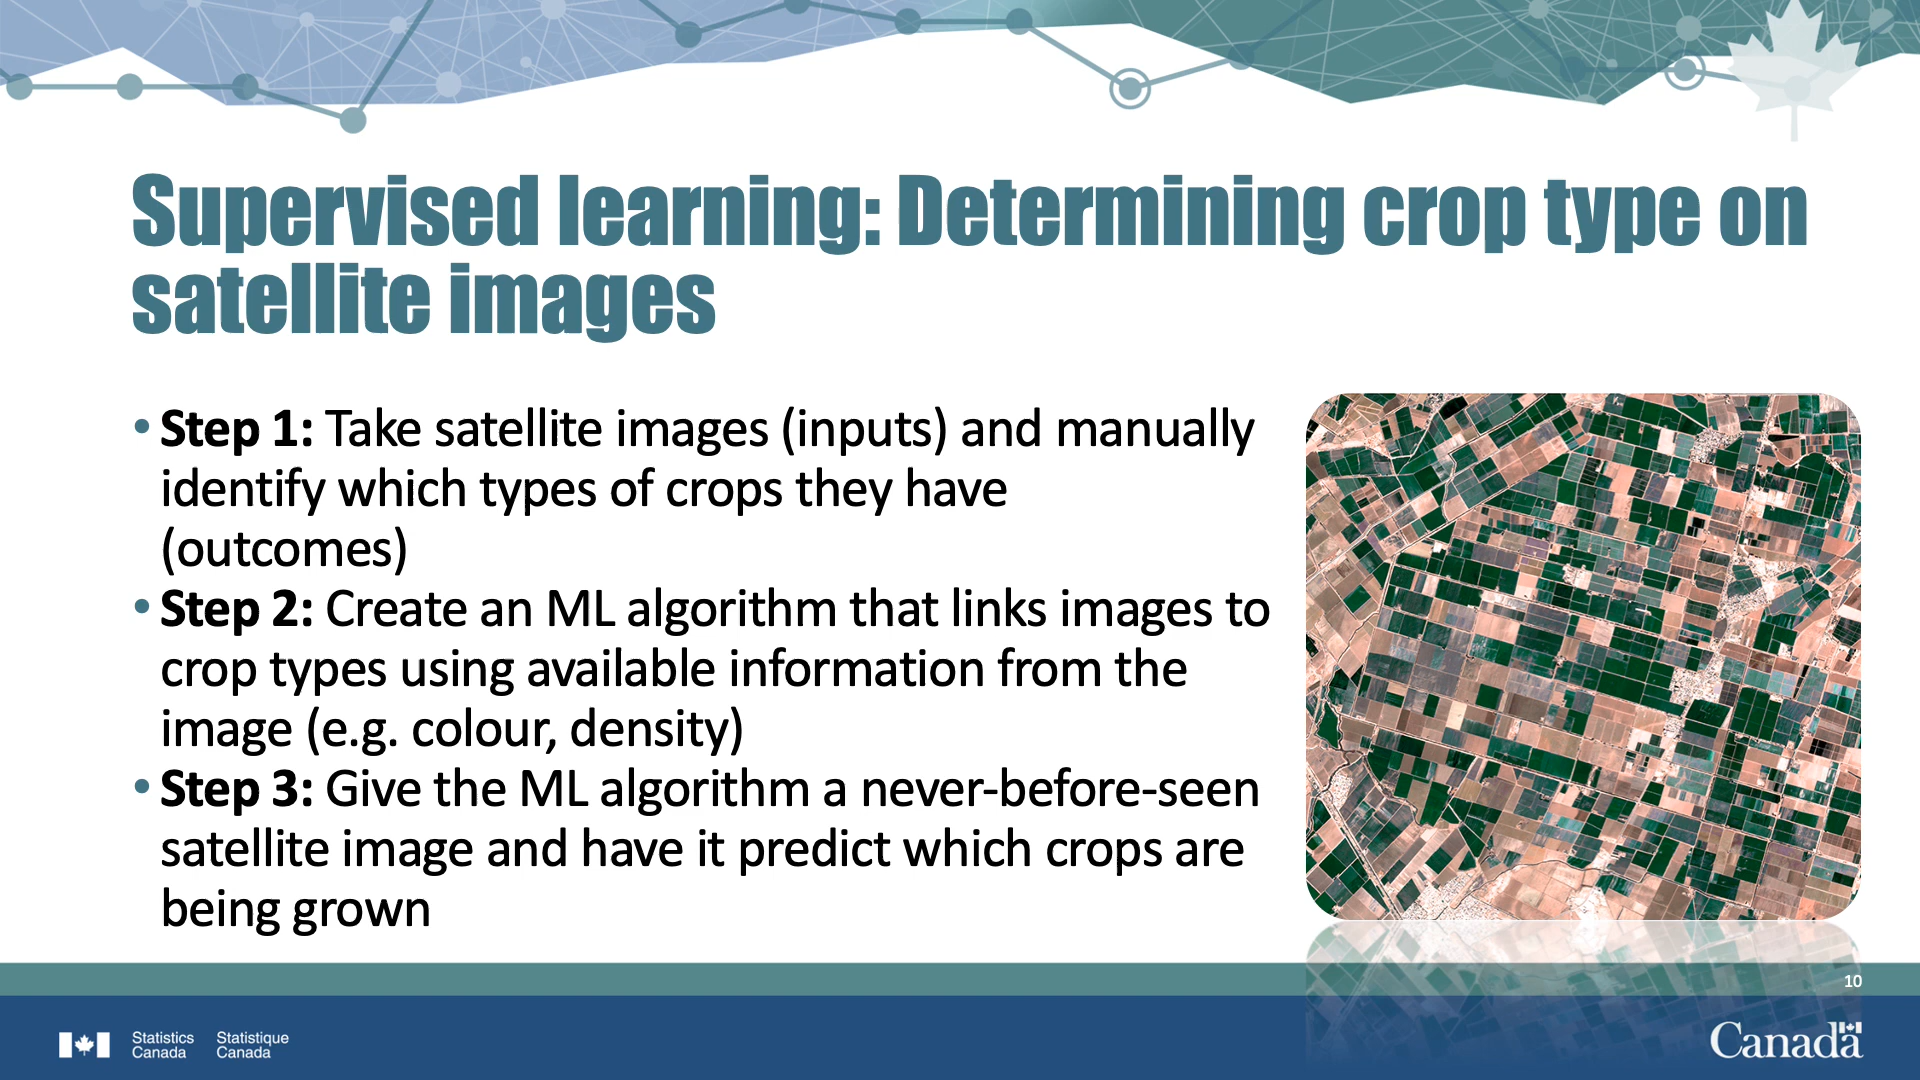 Supervised learning: Determining crop type on
satellite images
• Step 1: Take satellite images (inputs) and manually
identify which types of crops they have
(outcomes)
• Step 2: Create an ML algorithm that links images to
crop types using available information from the
image (e.g. colour, density)
• Step 3: Give the ML algorithm a never-before-seen
satellite image and have it predict which crops are
being grown
10
Statistics Statistique
Canada Canada
Canada